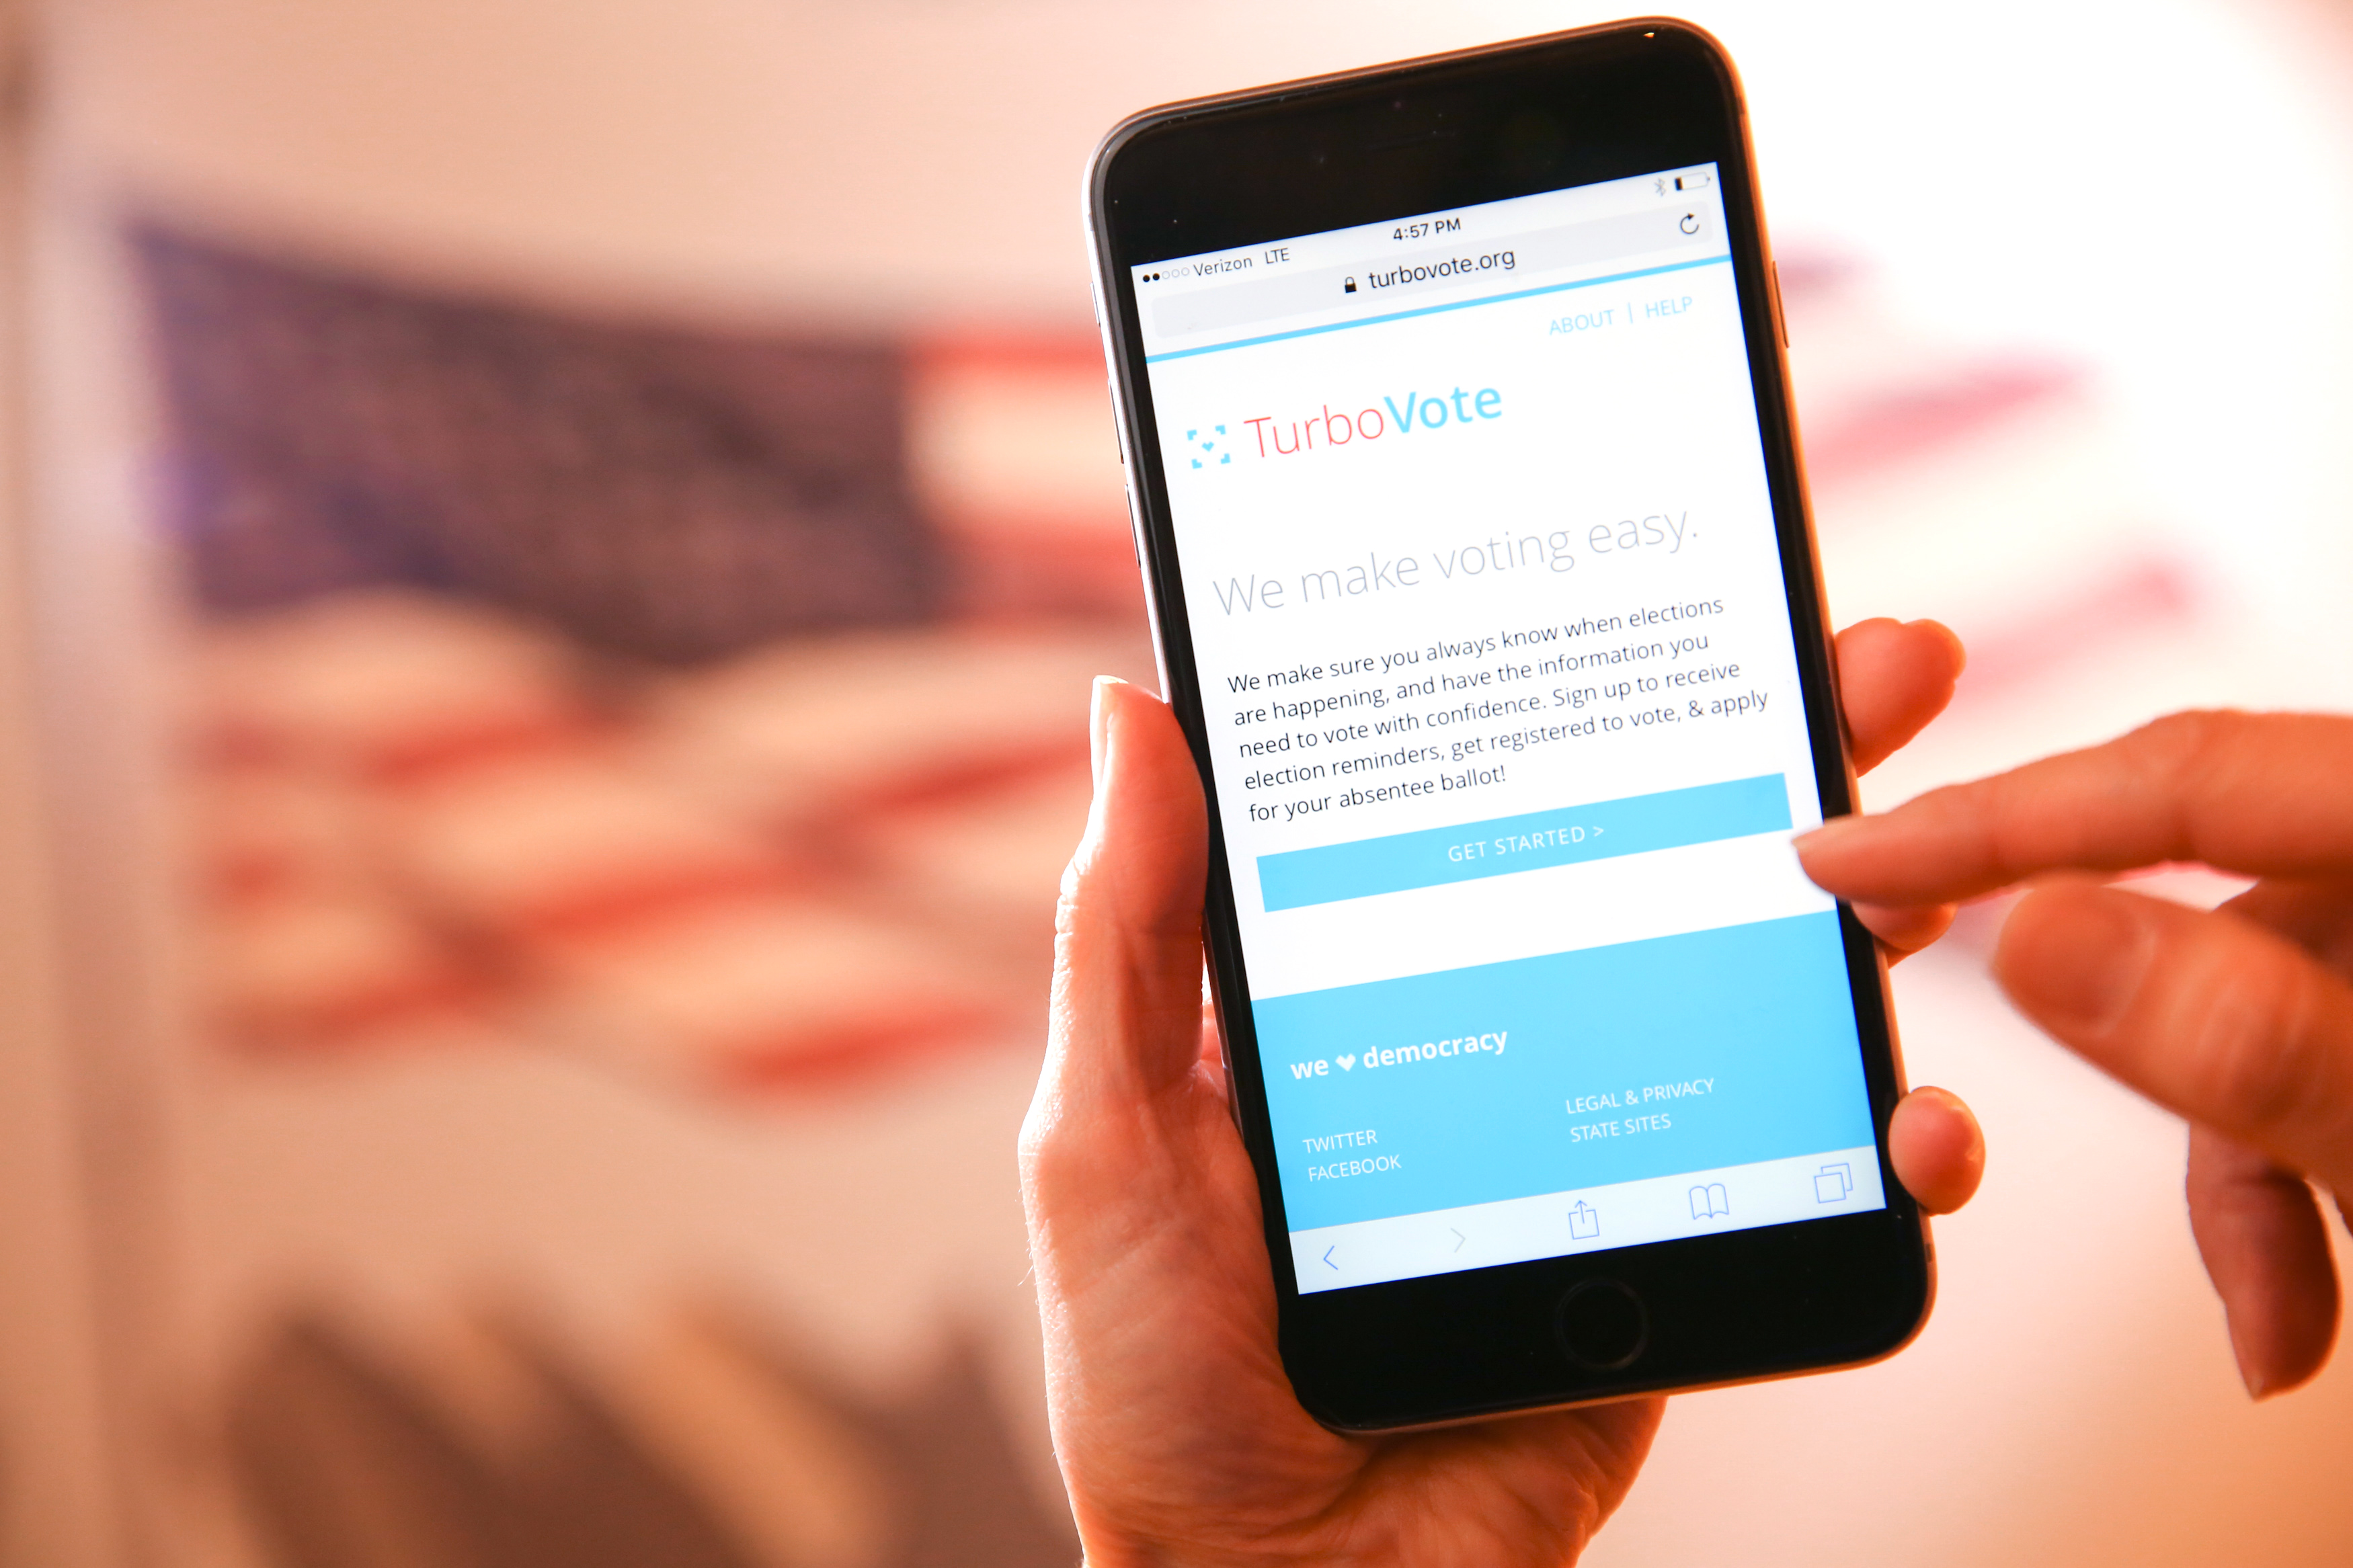 Verizon LTE 4:57 PM
turbovote.org
ABOUT | HELP
TurboVote
We make voting easy.
We make sure you always know when elections
are happening, and have the information you
need to vote with confidence. Sign up to receive
election reminders, get registered to vote, & apply
for your absentee ballot!
GET STARTED >
we ♥ democracy
TWITTER
FACEBOOK
LEGAL & PRIVACY
STATE SITES